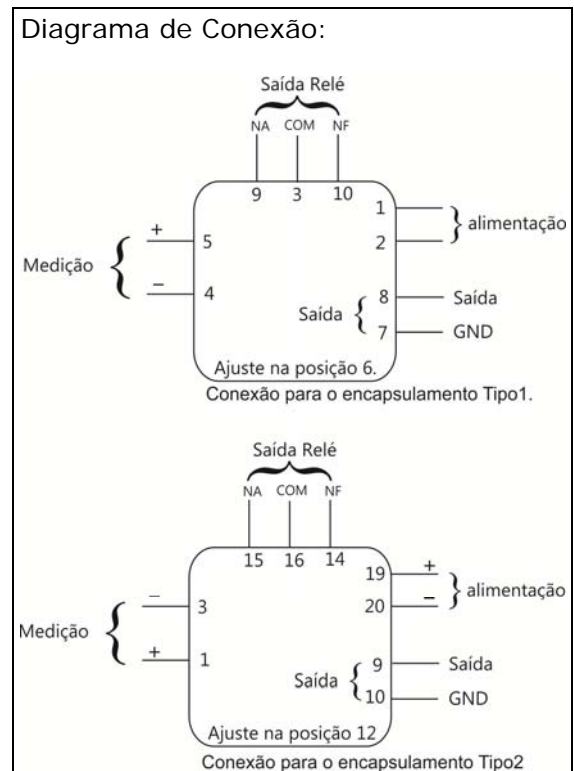 Diagrama de Conexão:
Saída Relé
NA COM NF
9 3 10
1
alimentação
2
+
5
Medição
−
4
8 Saída
Saída
7 GND
Ajuste na posição 6.
Conexão para o encapsulamento Tipo1.
Saída Relé
NA COM NF
15 16 14
19 +
alimentação
20 −
−
3
Medição
+
1
9 Saída
Saída
10 GND
Ajuste na posição 12
Conexão para o encapsulamento Tipo2